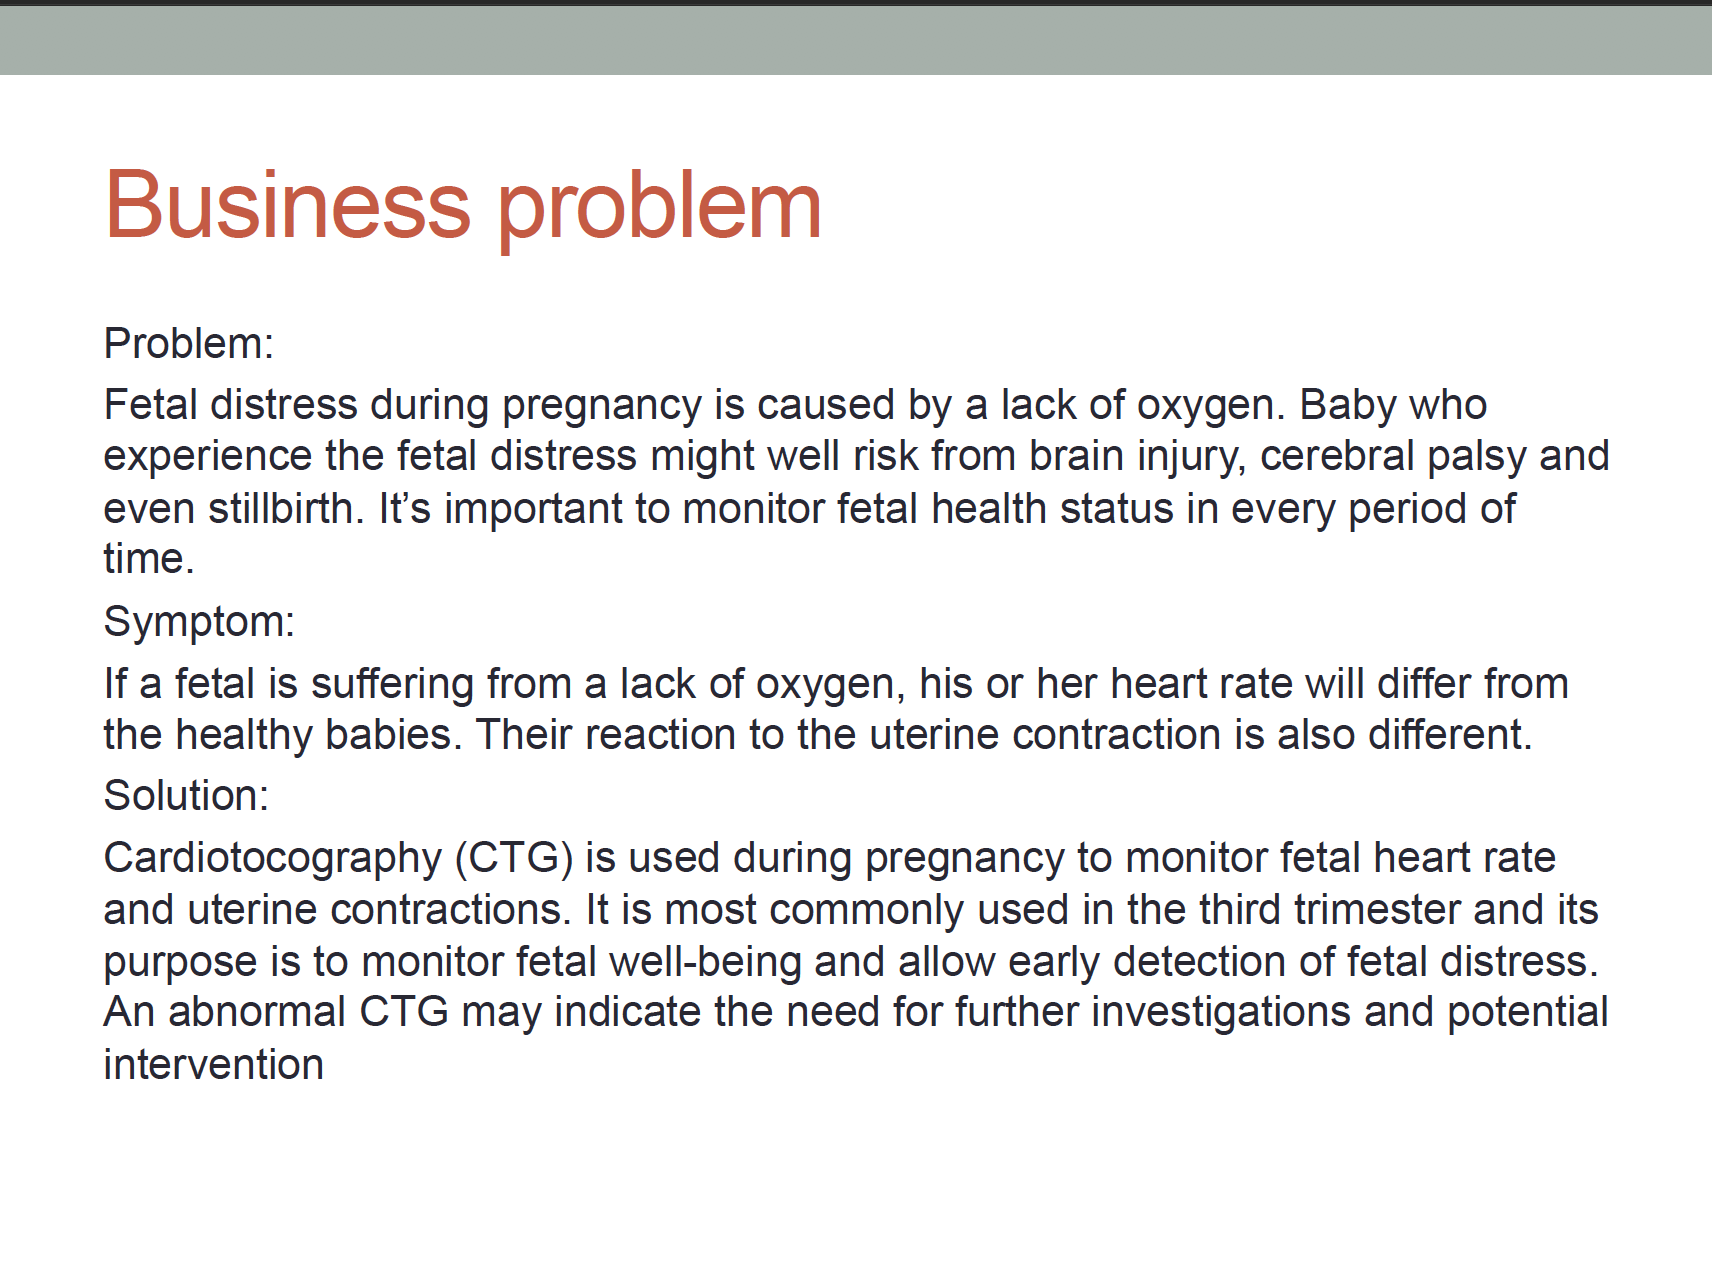 Business problem
Problem:
Fetal distress during pregnancy is caused by a lack of oxygen. Baby who
experience the fetal distress might well risk from brain injury, cerebral palsy and
even stillbirth. It’s important to monitor fetal health status in every period of
time.
Symptom:
If a fetal is suffering from a lack of oxygen, his or her heart rate will differ from
the healthy babies. Their reaction to the uterine contraction is also different.
Solution:
Cardiotocography (CTG) is used during pregnancy to monitor fetal heart rate
and uterine contractions. It is most commonly used in the third trimester and its
purpose is to monitor fetal well-being and allow early detection of fetal distress.
An abnormal CTG may indicate the need for further investigations and potential
intervention